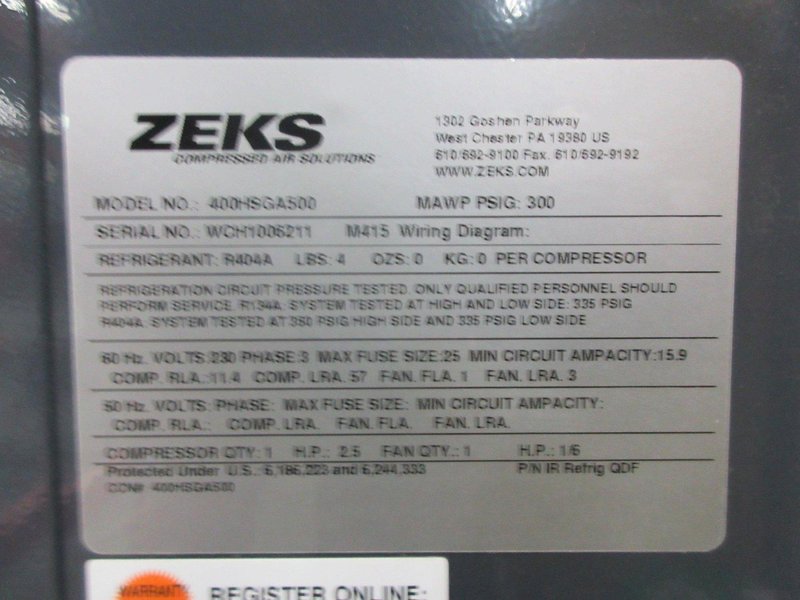 ZEKS
COMPRESSED AIR SOLUTIONS
1302 Goshen Parkway
West Chester PA 19380 US
610/692-9100 Fax. 610/692-9192
WWW.ZEKS.COM
MODEL NO.: 400HSGA500 MAWP PSIG: 300
SERIAL NO.: WCH1006211 M415 Wiring Diagram:
REFRIGERANT: R404A LBS: 4 OZS: 0 KG: 0 PER COMPRESSOR
REFRIGERATION CIRCUIT PRESSURE TESTED. ONLY QUALIFIED PERSONNEL SHOULD
PERFORM SERVICE. R134A: SYSTEM TESTED AT HIGH AND LOW SIDE: 335 PSIG
R404A: SYSTEM TESTED AT 350 PSIG HIGH SIDE AND 335 PSIG LOW SIDE
60 Hz. VOLTS:230 PHASE:3 MAX FUSE SIZE:25 MIN CIRCUIT AMPACITY:15.9
COMP. RLA.:11.4 COMP. LRA. 57 FAN. FLA. 1 FAN. LRA. 3
50 Hz. VOLTS: PHASE: MAX FUSE SIZE: MIN CIRCUIT AMPACITY:
COMP. RLA.: COMP. LRA. FAN. FLA. FAN. LRA.
COMPRESSOR QTY: 1 H.P.: 2.5 FAN QTY.: 1 H.P.: 1/6
Protected Under U.S.: 6,186,223 and 6,244,333 P/N IR Refrig QDF
CCN#: 400HSGA500
WARRANTY
REGISTER ONLINE: